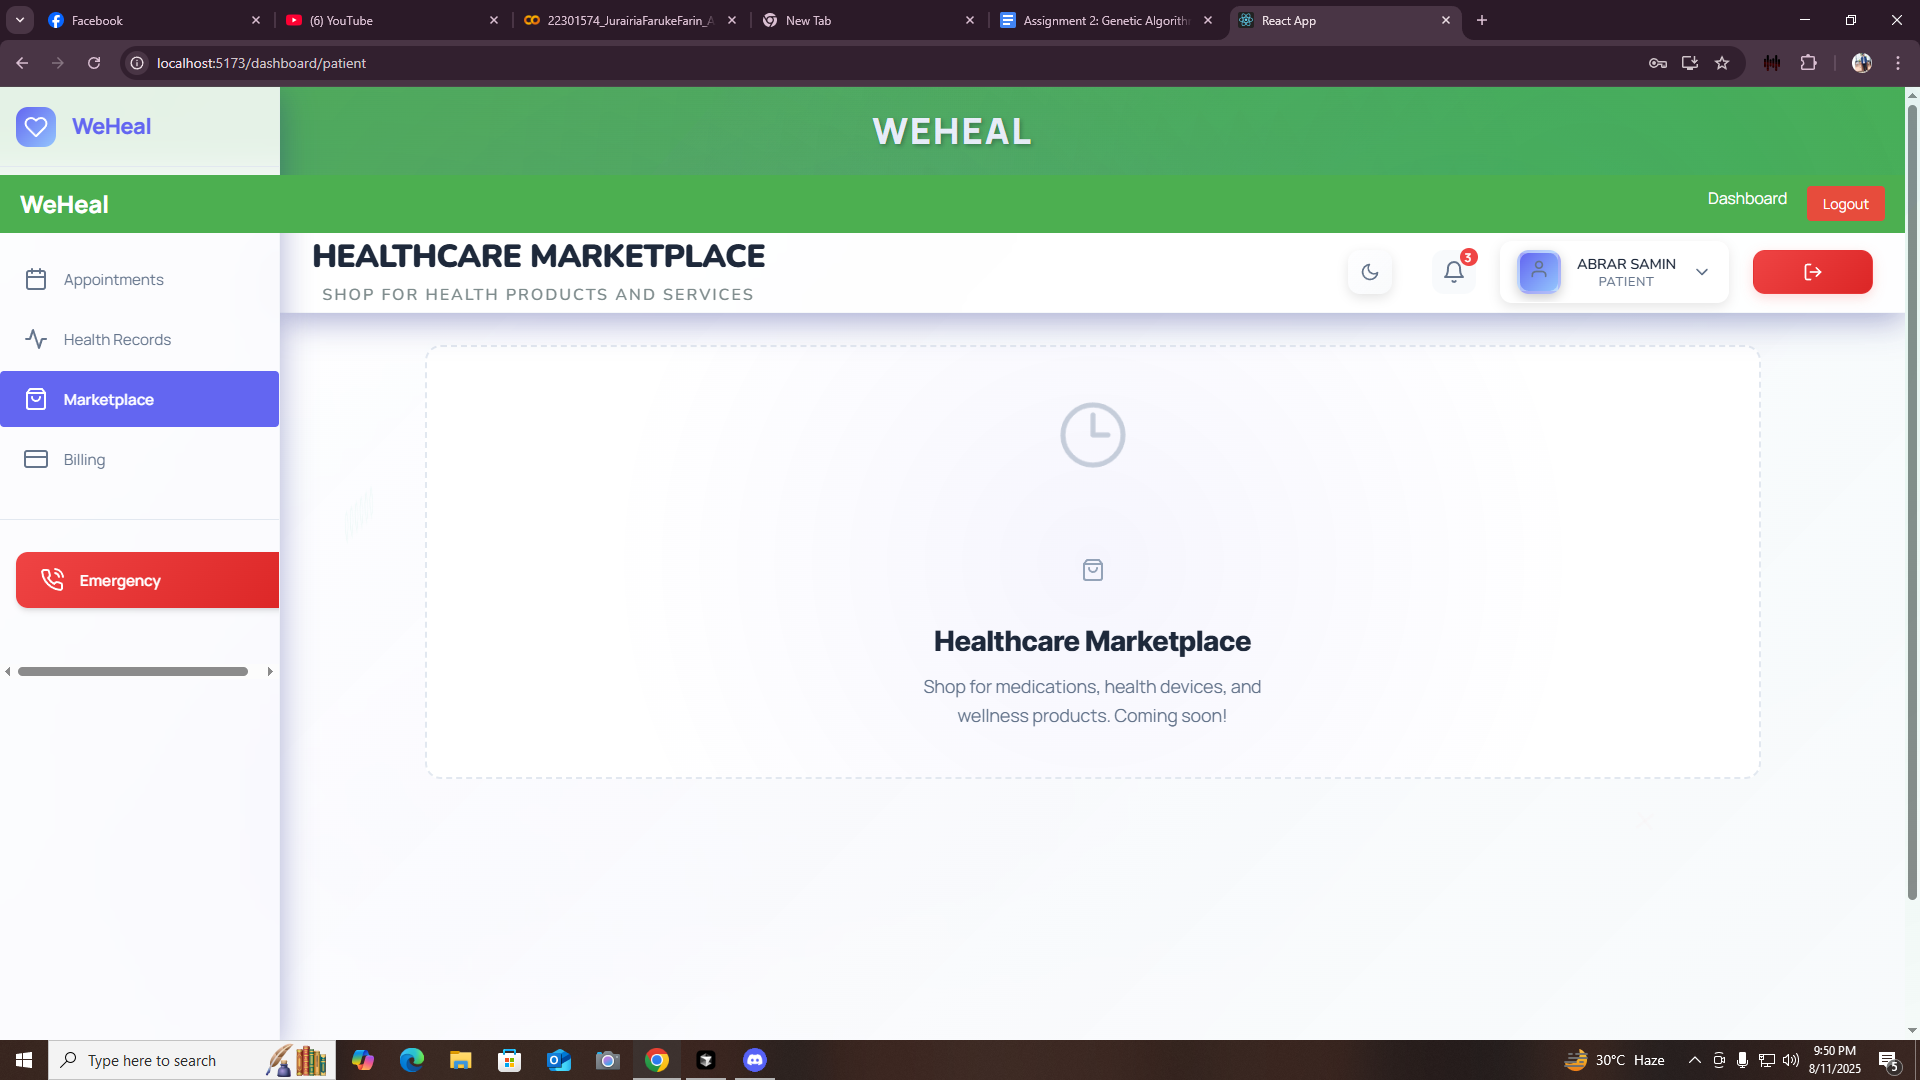 Facebook
(6) YouTube
22301574_JurairiaFarukeFarin_A
New Tab
Assignment 2: Genetic Algorith
React App
localhost:5173/dashboard/patient
WeHeal
WEHEAL
WeHeal
Dashboard
Logout
HEALTHCARE MARKETPLACE
SHOP FOR HEALTH PRODUCTS AND SERVICES
3
ABRAR SAMIN
PATIENT
Appointments
Health Records
Marketplace
Billing
Emergency
Healthcare Marketplace
Shop for medications, health devices, and
wellness products. Coming soon!
Type here to search
30°C Haze
9:50 PM
8/11/2025
5